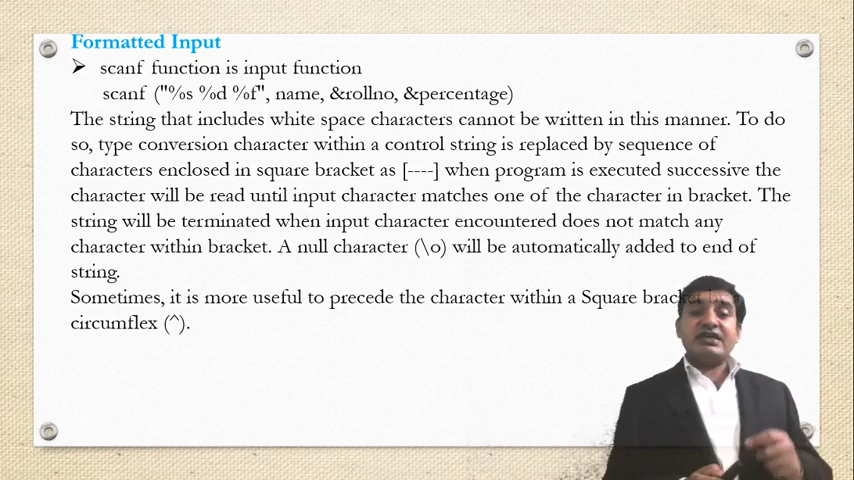 Formatted Input
➢ scanf function is input function
scanf ("%s %d %f", name, &rollno, &percentage)
The string that includes white space characters cannot be written in this manner. To do
so, type conversion character within a control string is replaced by sequence of
characters enclosed in square bracket as [----] when program is executed successive the
character will be read until input character matches one of the character in bracket. The
string will be terminated when input character encountered does not match any
character within bracket. A null character (\o) will be automatically added to end of
string.
Sometimes, it is more useful to precede the character within a Square bracket by a
circumflex (^).